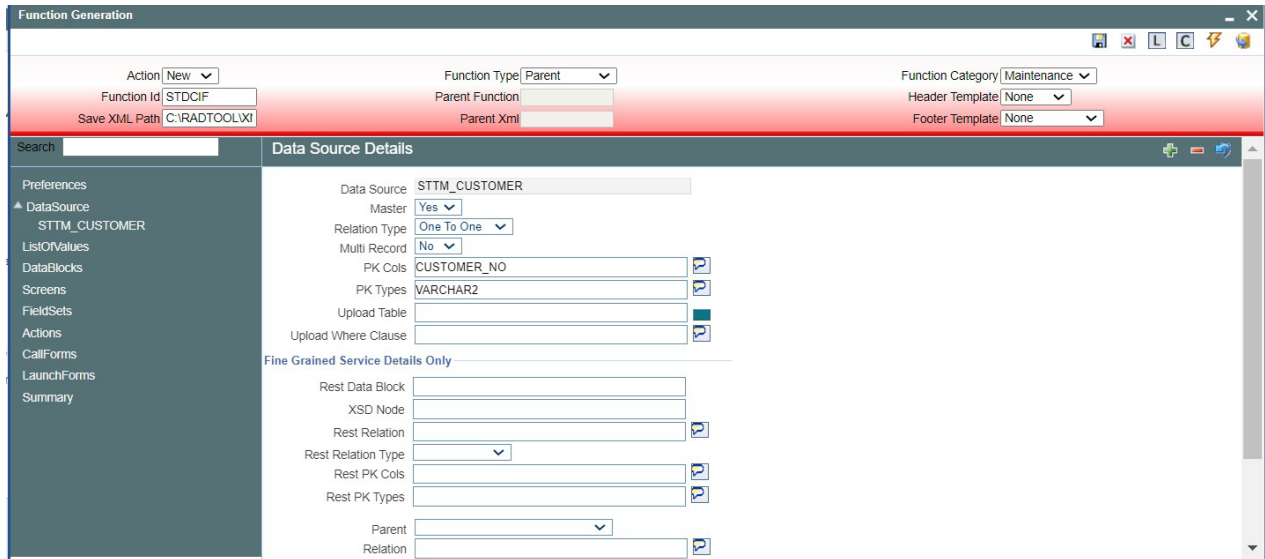 Function Generation
L C
Action New Function Type Parent Function Category Maintenance
Function Id STDCIF Parent Function Header Template None
Save XML Path C:\RADTOOL\XI Parent Xml Footer Template None
Search Data Source Details
Preferences
DataSource
STTM_CUSTOMER
ListOfValues
DataBlocks
Screens
FieldSets
Actions
CallForms
LaunchForms
Summary
Data Source STTM_CUSTOMER
Master Yes
Relation Type One To One
Multi Record No
PK Cols CUSTOMER_NO
PK Types VARCHAR2
Upload Table
Upload Where Clause
Fine Grained Service Details Only
Rest Data Block
XSD Node
Rest Relation
Rest Relation Type
Rest PK Cols
Rest PK Types
Parent
Relation